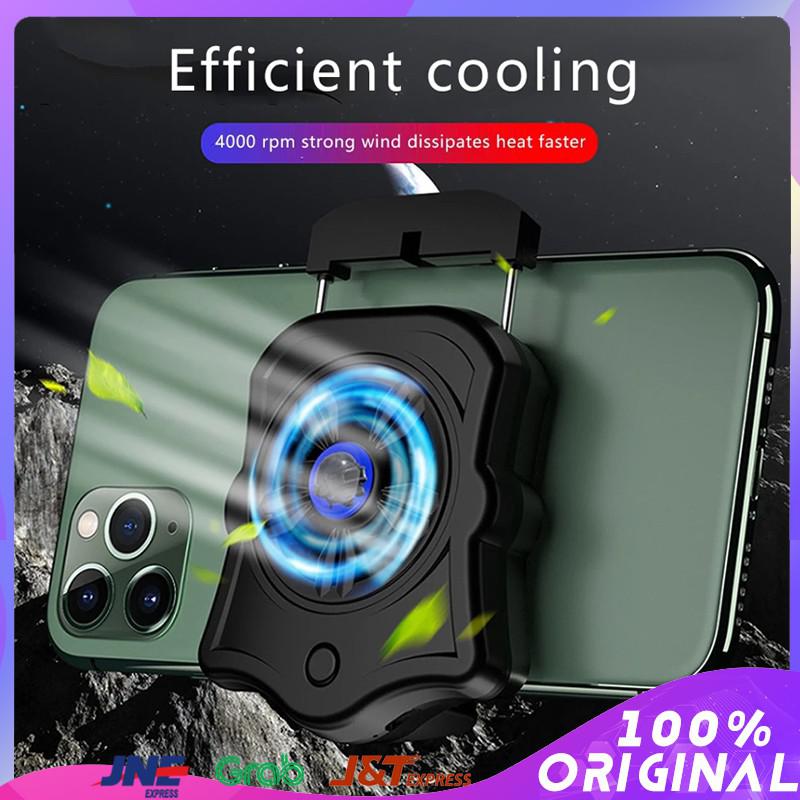 Efficient cooling
4000 rpm strong wind dissipates heat faster
100%
ORIGINAL
JNE
EXPRESS
Grab
J&T EXPRESS